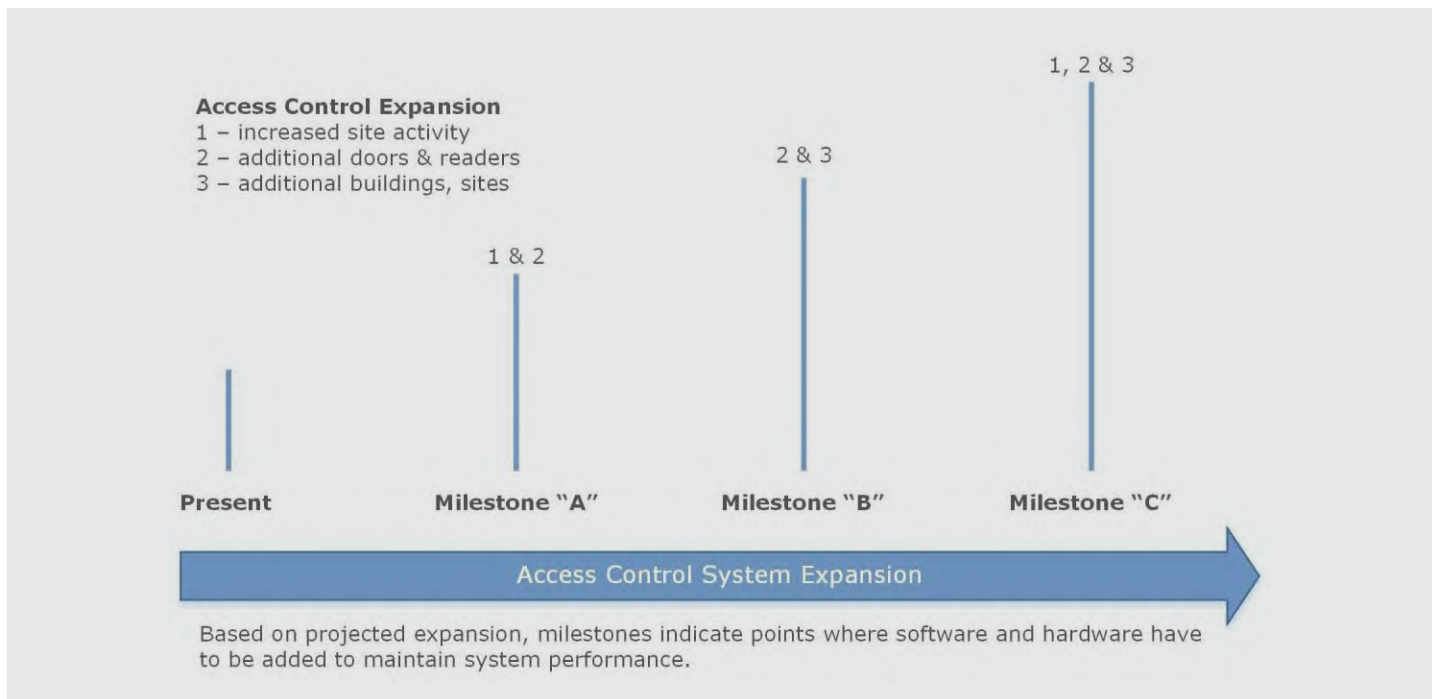 1, 2 & 3
Access Control Expansion
1 – increased site activity
2 – additional doors & readers
3 – additional buildings, sites
2 & 3
1 & 2
Present
Milestone “A”
Milestone “B”
Milestone “C”
Access Control System Expansion
Based on projected expansion, milestones indicate points where software and hardware have
to be added to maintain system performance.